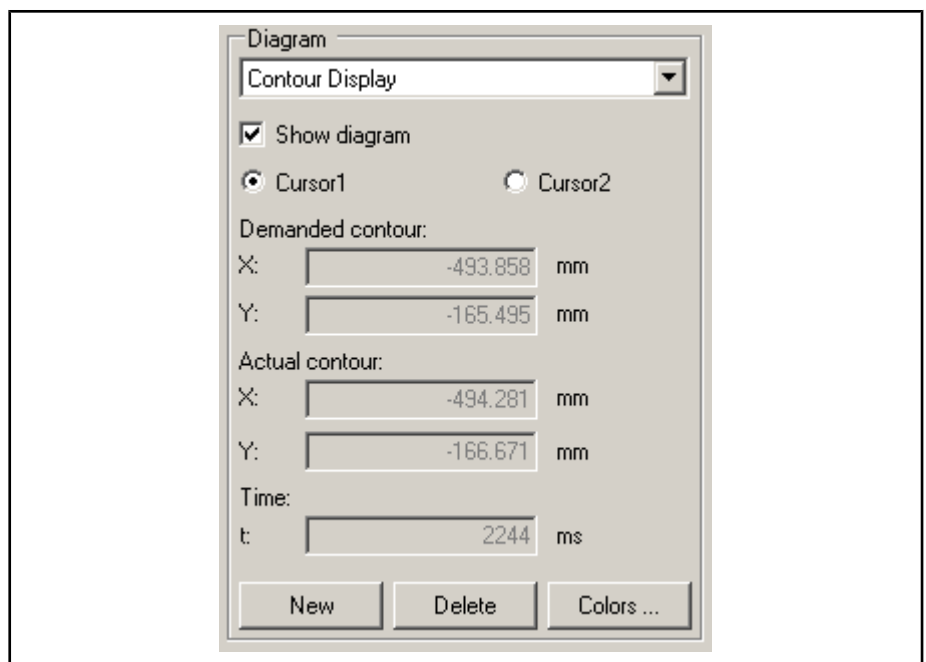 Diagram
Contour Display
Show diagram
Cursor1 Cursor2
Demanded contour:
X: -493.858 mm
Y: -165.495 mm
Actual contour:
X: -494.281 mm
Y: -166.671 mm
Time:
t: 2244 ms
New Delete Colors ...